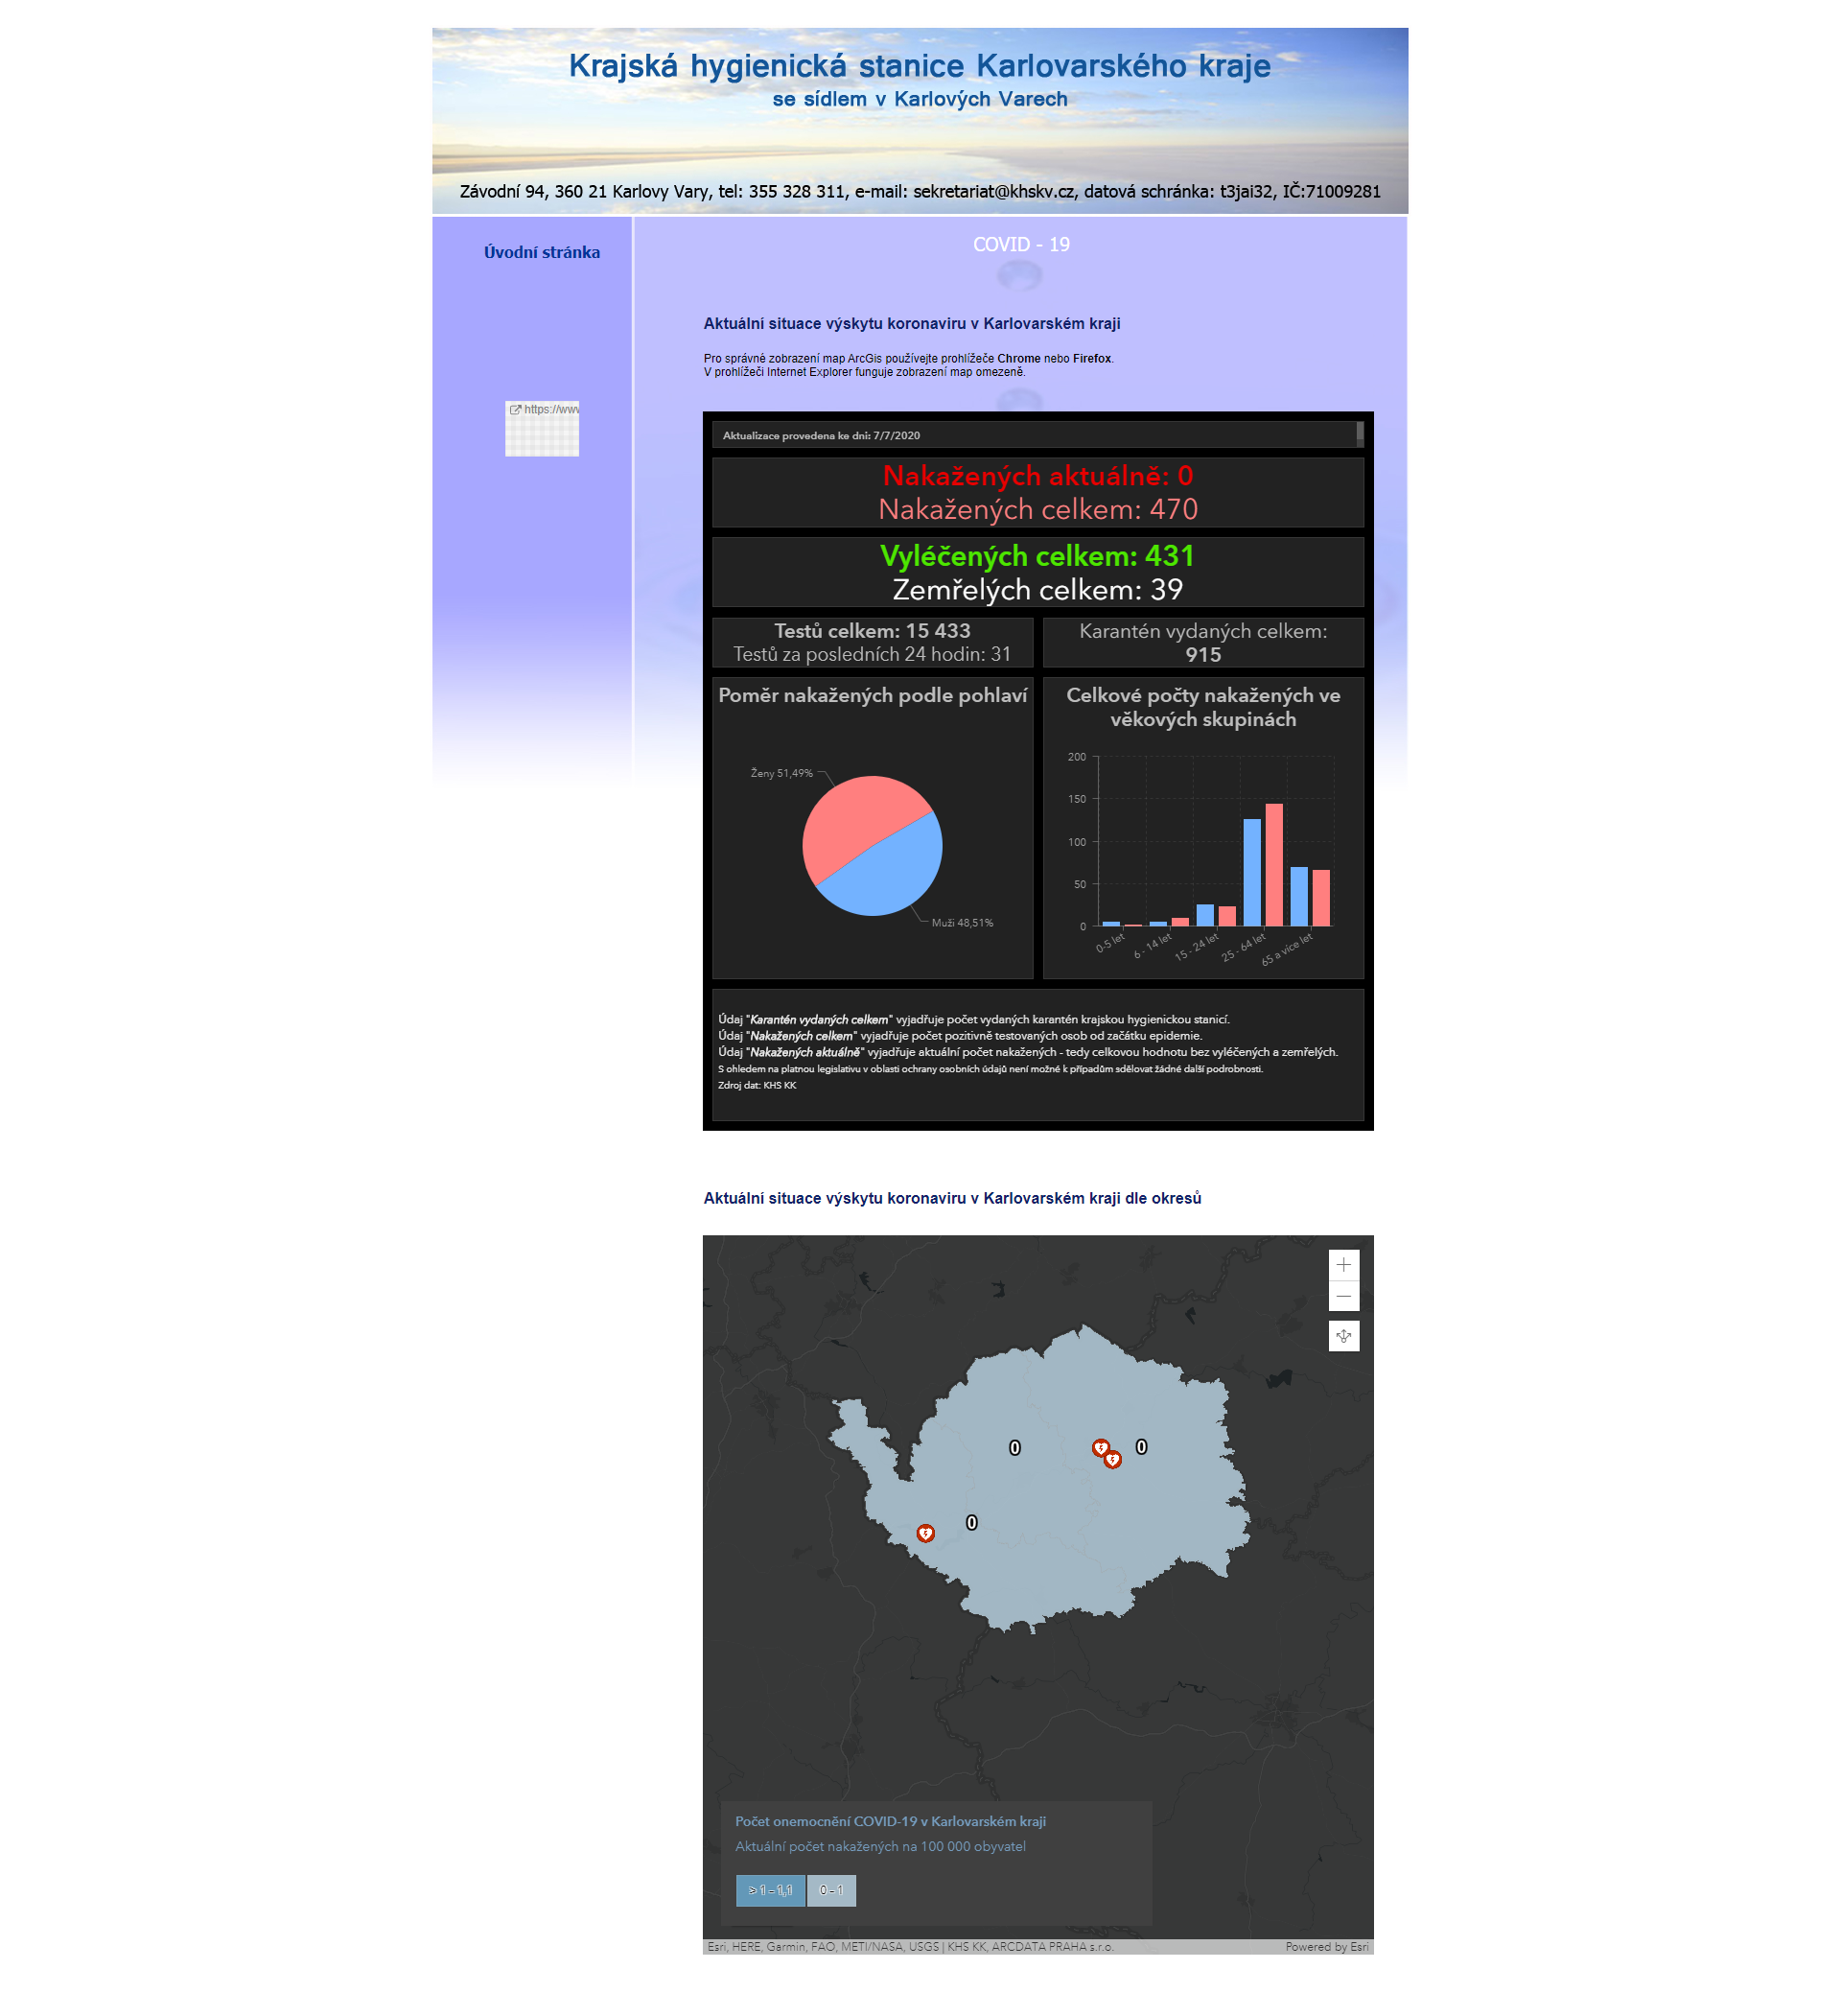 Krajská hygienická stanice Karlovarského kraje
se sídlem v Karlových Varech
Závodní 94, 360 21 Karlovy Vary, tel: 355 328 311, e-mail: sekretariat@khskv.cz, datová schránka: t3jai32, IČ:71009281
Úvodní stránka
COVID - 19
Aktuální situace výskytu koronaviru v Karlovarském kraji
Pro správné zobrazení map ArcGis používejte prohlížeče Chrome nebo Firefox.
V prohlížeči Internet Explorer funguje zobrazení map omezeně.
https://www
Aktualizace provedena ke dni: 7/7/2020
Nakažených aktuálně: 0
Nakažených celkem: 470
Vyléčených celkem: 431
Zemřelých celkem: 39
Testů celkem: 15 433
Testů za posledních 24 hodin: 31
Karantén vydaných celkem:
915
Poměr nakažených podle pohlaví
Ženy 51,49%
Muži 48,51%
Celkové počty nakažených ve
věkových skupinách
200
150
100
50
0
0-5 let
6 - 14 let
15 - 24 let
25 - 64 let
65 a více let
Údaj "Karantén vydaných celkem" vyjadřuje počet vydaných karantén krajskou hygienickou stanicí.
Údaj "Nakažených celkem" vyjadřuje počet pozitivně testovaných osob od začátku epidemie.
Údaj "Nakažených aktuálně" vyjadřuje aktuální počet nakažených - tedy celkovou hodnotu bez vyléčených a zemřelých.
S ohledem na platnou legislativu v oblasti ochrany osobních údajů není možné k případům sdělovat žádné další podrobnosti.
Zdroj dat: KHS KK
Aktuální situace výskytu koronaviru v Karlovarském kraji dle okresů
0
0
0
Počet onemocnění COVID-19 v Karlovarském kraji
Aktuální počet nakažených na 100 000 obyvatel
> 1 – 1,1
0 – 1
Esri, HERE, Garmin, FAO, METI/NASA, USGS | KHS KK, ARCDATA PRAHA s.r.o.
Powered by Esri